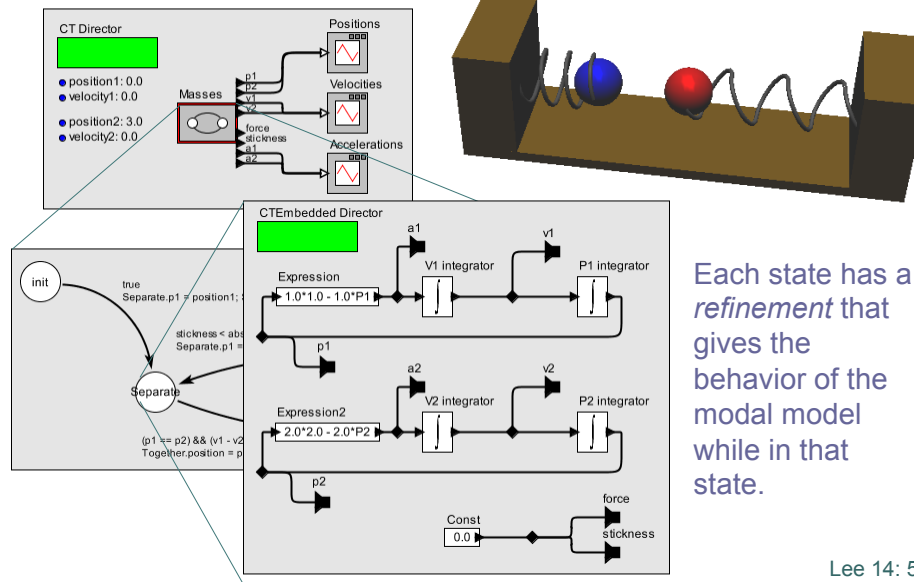 CT Director
position1: 0.0
velocity1: 0.0
position2: 3.0
velocity2: 0.0
Masses
p1
p2
v1
v2
force
stickness
a1
a2
Positions
Velocities
Accelerations
init
true
Separate.p1 = position1; S
stickness < abs
Separate.p1 =
Separate
(p1 == p2) && (v1 - v2
Together.position = p
CTEmbedded Director
a1
v1
Expression
V1 integrator
P1 integrator
1.0*1.0 - 1.0*P1
∫
∫
p1
a2
v2
Expression2
V2 integrator
P2 integrator
2.0*2.0 - 2.0*P2
∫
∫
p2
Const
0.0
force
stickness
Each state has a
refinement that
gives the
behavior of the
modal model
while in that
state.
Lee 14: 5